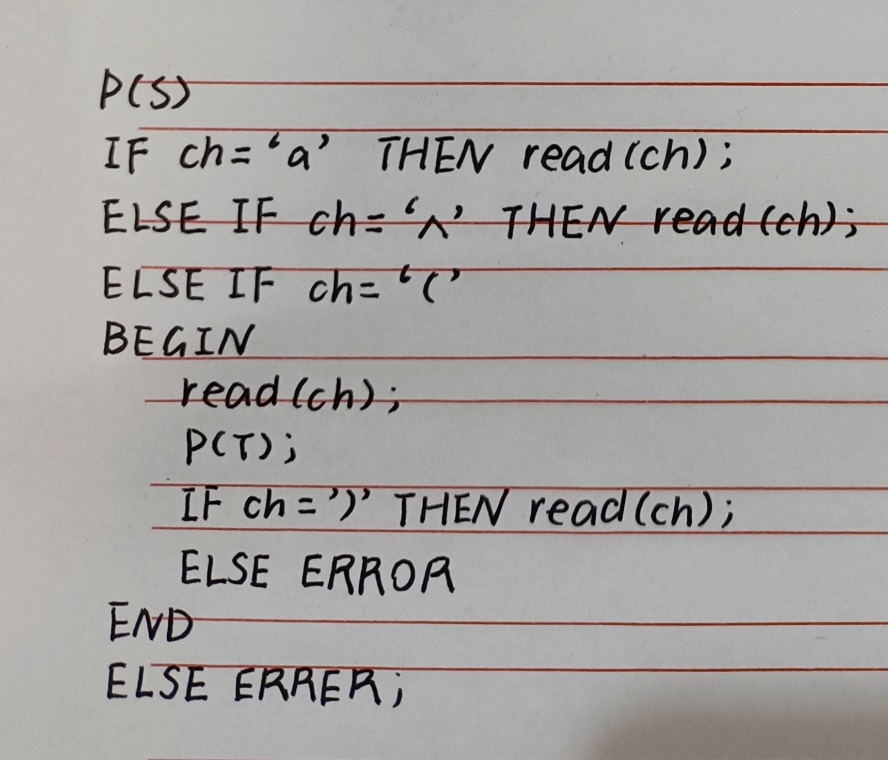 P(S)
IF ch=‘a’ THEN read(ch);
ELSE IF ch=‘∧’ THEN read(ch);
ELSE IF ch=‘(’
BEGIN
read(ch);
P(T);
IF ch=’)’ THEN read(ch);
ELSE ERROR
END
ELSE ERRER;